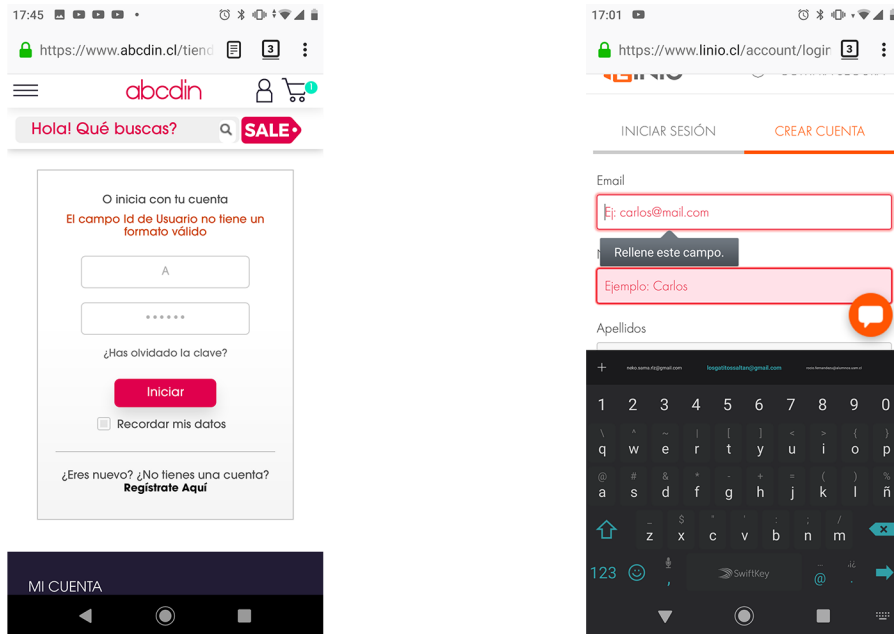 17:45
https://www.abcdin.cl/tiend
3
abcdin
1
Hola! Qué buscas?
SALE
O inicia con tu cuenta
El campo Id de Usuario no tiene un
formato válido
A
¿Has olvidado la clave?
Iniciar
Recordar mis datos
¿Eres nuevo? ¿No tienes una cuenta?
Regístrate Aquí
MI CUENTA
17:01
https://www.linio.cl/account/login
3
LINIO
INICIAR SESIÓN
CREAR CUENTA
Email
Ej: carlos@mail.com
Rellene este campo.
Ejemplo: Carlos
Apellidos
losgatitossaltan@gmail.com
1 2 3 4 5 6 7 8 9 0
\ ^ ~ | [ ] < > { }
q w e r t y u i o p
@ # & * - + = ( ) %
a s d f g h j k l ñ
_ $ " ' : ; /
z x c v b n m
123
, SwiftKey @ .